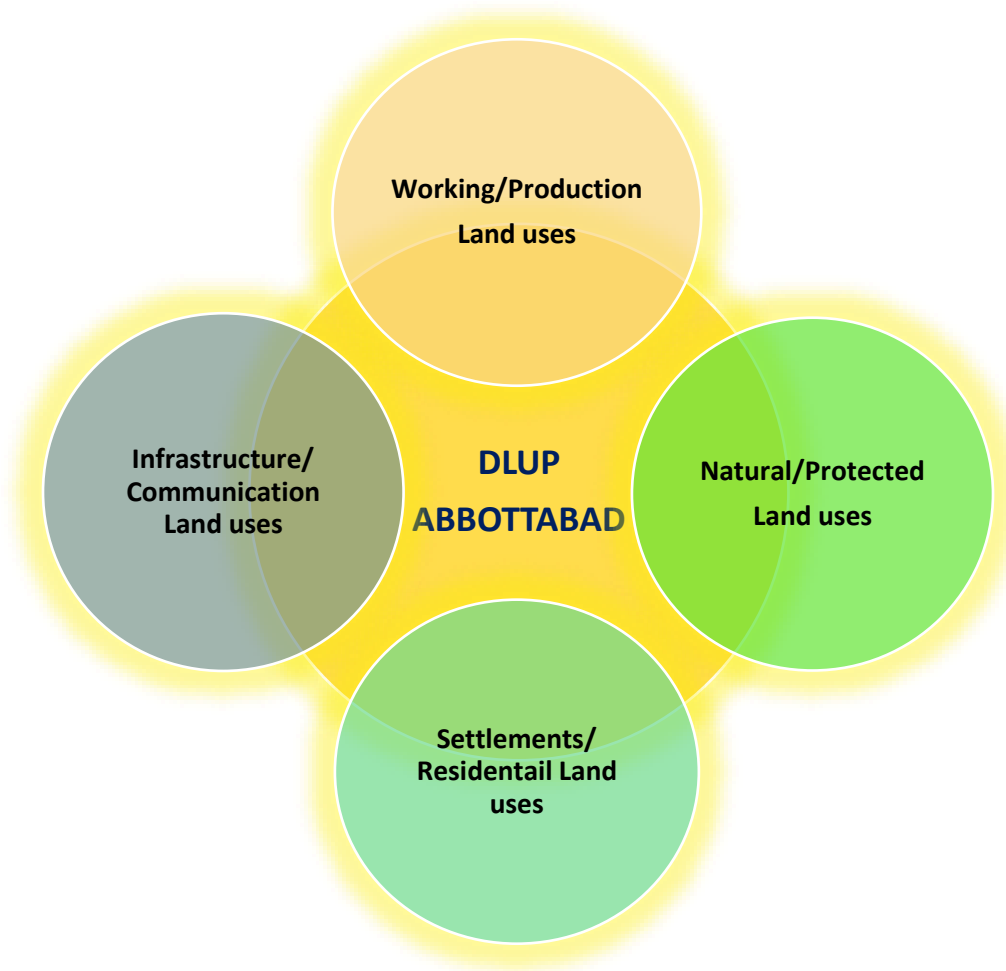 Working/Production
Land uses
Infrastructure/
Communication
Land uses
DLUP
ABBOTTABAD
Natural/Protected
Land uses
Settlements/
Residentail Land
uses